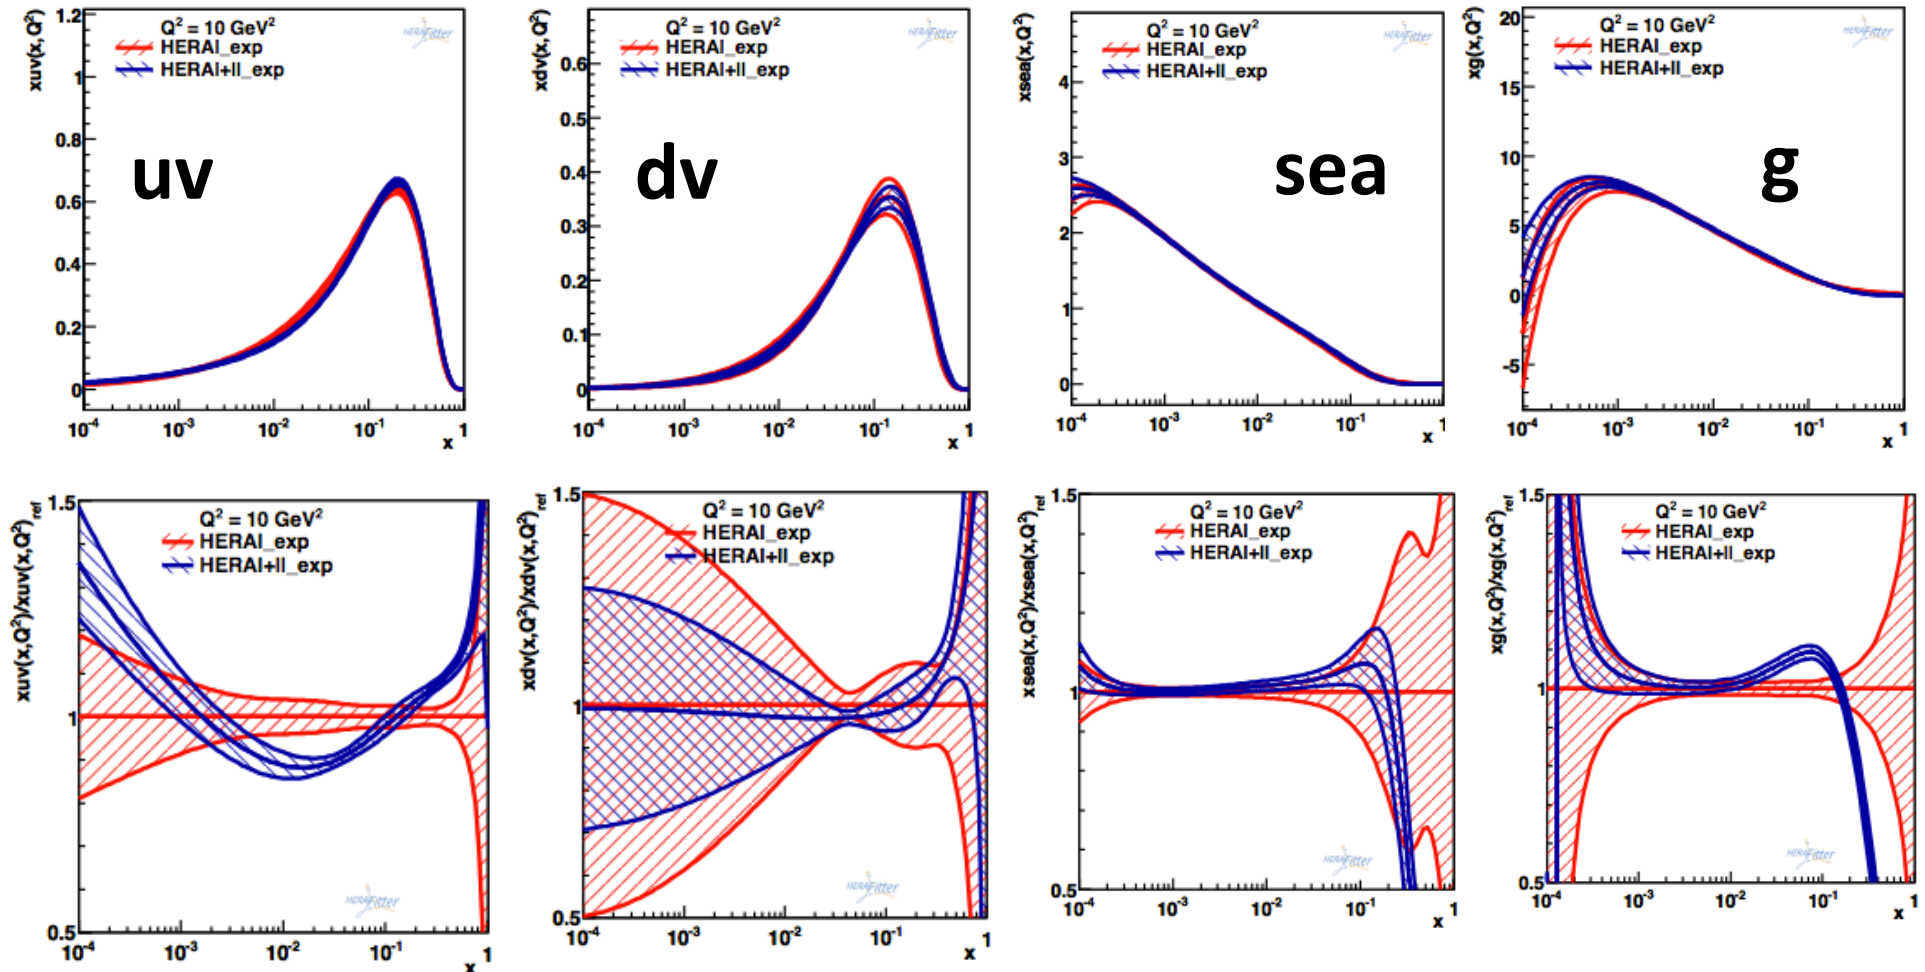 xuv(x,Q²)
1.2
1
0.8
0.6
0.4
0.2
0
Q² = 10 GeV²
HERAI_exp
HERAI+II_exp
HERAFitter
uv
10⁻⁴ 10⁻³ 10⁻² 10⁻¹ 1
x
xdv(x,Q²)
0.6
0.5
0.4
0.3
0.2
0.1
0
Q² = 10 GeV²
HERAI_exp
HERAI+II_exp
HERAFitter
dv
10⁻⁴ 10⁻³ 10⁻² 10⁻¹ 1
x
xsea(x,Q²)
4
3
2
1
0
Q² = 10 GeV²
HERAI_exp
HERAI+II_exp
HERAFitter
sea
10⁻⁴ 10⁻³ 10⁻² 10⁻¹ 1
x
xg(x,Q²)
20
15
10
5
0
-5
Q² = 10 GeV²
HERAI_exp
HERAI+II_exp
HERAFitter
g
10⁻⁴ 10⁻³ 10⁻² 10⁻¹ 1
x
xuv(x,Q²)/xuv(x,Q²)ref
1.5
1
0.5
Q² = 10 GeV²
HERAI_exp
HERAI+II_exp
HERAFitter
10⁻⁴ 10⁻³ 10⁻² 10⁻¹ 1
x
xdv(x,Q²)/xdv(x,Q²)ref
1.5
1
0.5
Q² = 10 GeV²
HERAI_exp
HERAI+II_exp
HERAFitter
10⁻⁴ 10⁻³ 10⁻² 10⁻¹ 1
x
xsea(x,Q²)/xsea(x,Q²)ref
1.5
1
0.5
Q² = 10 GeV²
HERAI_exp
HERAI+II_exp
HERAFitter
10⁻⁴ 10⁻³ 10⁻² 10⁻¹ 1
x
xg(x,Q²)/xg(x,Q²)ref
1.5
1
0.5
Q² = 10 GeV²
HERAI_exp
HERAI+II_exp
HERAFitter
10⁻⁴ 10⁻³ 10⁻² 10⁻¹ 1
x